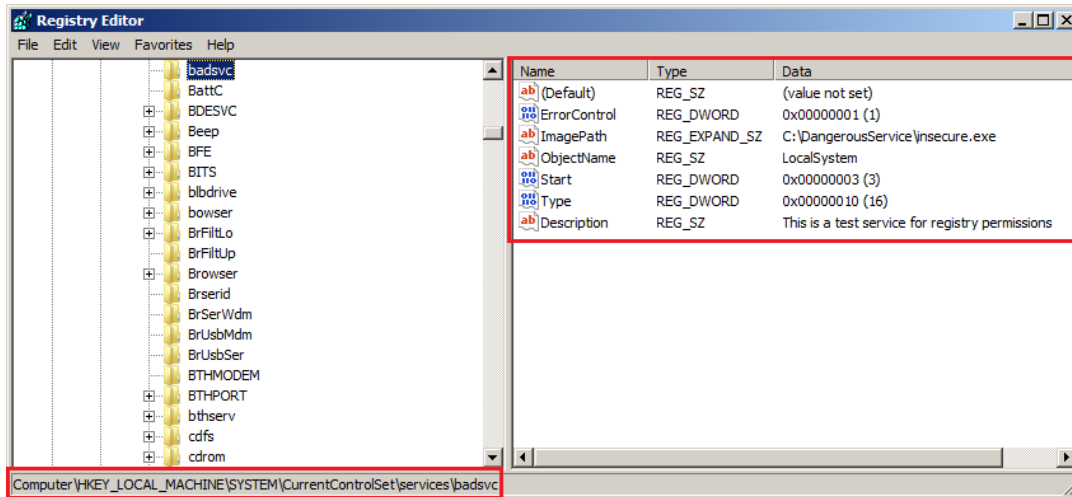 Registry Editor
File Edit View Favorites Help
badsvc
BattC
BDESVC
Beep
BFE
BITS
blbdrive
bowser
BrFiltLo
BrFiltUp
Browser
Brserid
BrSerWdm
BrUsbMdm
BrUsbSer
BTHMODEM
BTHPORT
bthserv
cdfs
cdrom
Name Type Data
(Default) REG_SZ (value not set)
ErrorControl REG_DWORD 0x00000001 (1)
ImagePath REG_EXPAND_SZ C:\DangerousService\insecure.exe
ObjectName REG_SZ LocalSystem
Start REG_DWORD 0x00000003 (3)
Type REG_DWORD 0x00000010 (16)
Description REG_SZ This is a test service for registry permissions
Computer\HKEY_LOCAL_MACHINE\SYSTEM\CurrentControlSet\services\badsvc